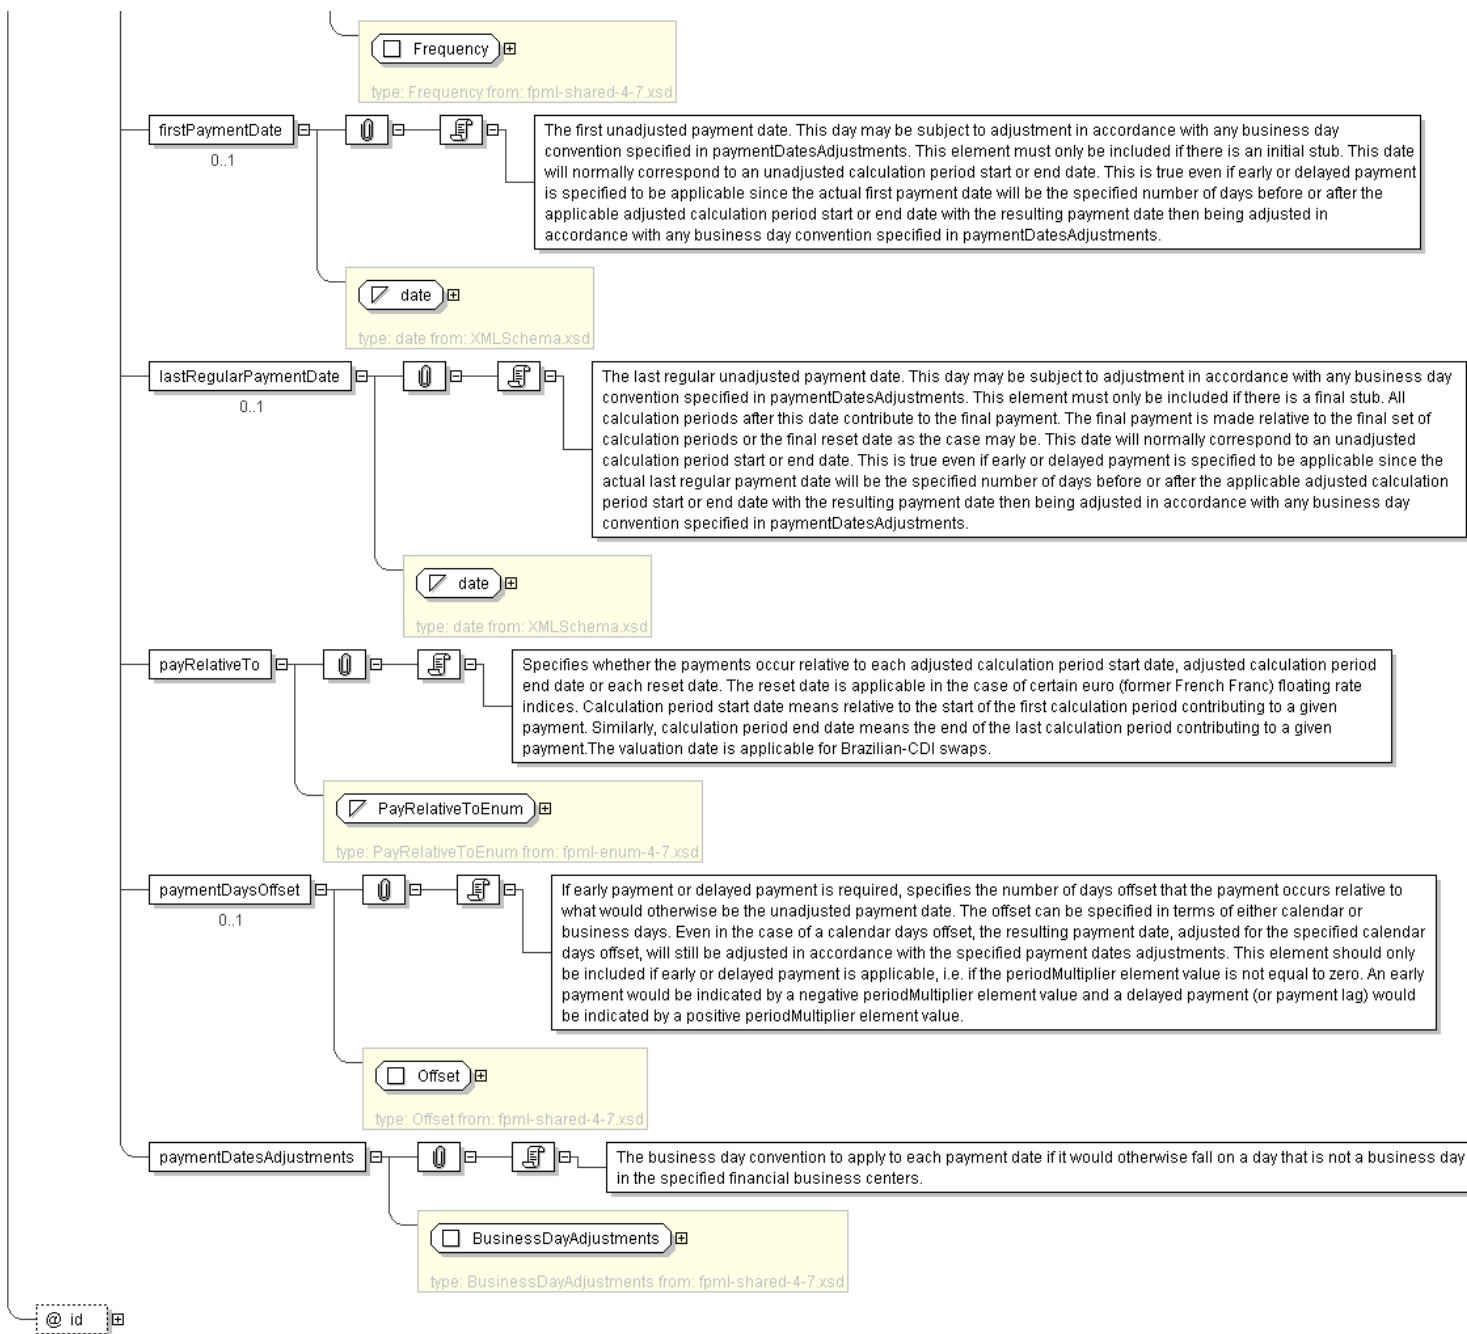 Frequency
type: Frequency from: fpml-shared-4-7.xsd
firstPaymentDate
0..1
The first unadjusted payment date. This day may be subject to adjustment in accordance with any business day
convention specified in paymentDatesAdjustments. This element must only be included if there is an initial stub. This date
will normally correspond to an unadjusted calculation period start or end date. This is true even if early or delayed payment
is specified to be applicable since the actual first payment date will be the specified number of days before or after the
applicable adjusted calculation period start or end date with the resulting payment date then being adjusted in
accordance with any business day convention specified in paymentDatesAdjustments.
date
type: date from: XMLSchema.xsd
lastRegularPaymentDate
0..1
The last regular unadjusted payment date. This day may be subject to adjustment in accordance with any business day
convention specified in paymentDatesAdjustments. This element must only be included if there is a final stub. All
calculation periods after this date contribute to the final payment. The final payment is made relative to the final set of
calculation periods or the final reset date as the case may be. This date will normally correspond to an unadjusted
calculation period start or end date. This is true even if early or delayed payment is specified to be applicable since the
actual last regular payment date will be the specified number of days before or after the applicable adjusted calculation
period start or end date with the resulting payment date then being adjusted in accordance with any business day
convention specified in paymentDatesAdjustments.
date
type: date from: XMLSchema.xsd
payRelativeTo
Specifies whether the payments occur relative to each adjusted calculation period start date, adjusted calculation period
end date or each reset date. The reset date is applicable in the case of certain euro (former French Franc) floating rate
indices. Calculation period start date means relative to the start of the first calculation period contributing to a given
payment. Similarly, calculation period end date means the end of the last calculation period contributing to a given
payment.The valuation date is applicable for Brazilian-CDI swaps.
PayRelativeToEnum
type: PayRelativeToEnum from: fpml-enum-4-7.xsd
paymentDaysOffset
0..1
If early payment or delayed payment is required, specifies the number of days offset that the payment occurs relative to
what would otherwise be the unadjusted payment date. The offset can be specified in terms of either calendar or
business days. Even in the case of a calendar days offset, the resulting payment date, adjusted for the specified calendar
days offset, will still be adjusted in accordance with the specified payment dates adjustments. This element should only
be included if early or delayed payment is applicable, i.e. if the periodMultiplier element value is not equal to zero. An early
payment would be indicated by a negative periodMultiplier element value and a delayed payment (or payment lag) would
be indicated by a positive periodMultiplier element value.
Offset
type: Offset from: fpml-shared-4-7.xsd
paymentDatesAdjustments
The business day convention to apply to each payment date if it would otherwise fall on a day that is not a business day
in the specified financial business centers.
BusinessDayAdjustments
type: BusinessDayAdjustments from: fpml-shared-4-7.xsd
@ id